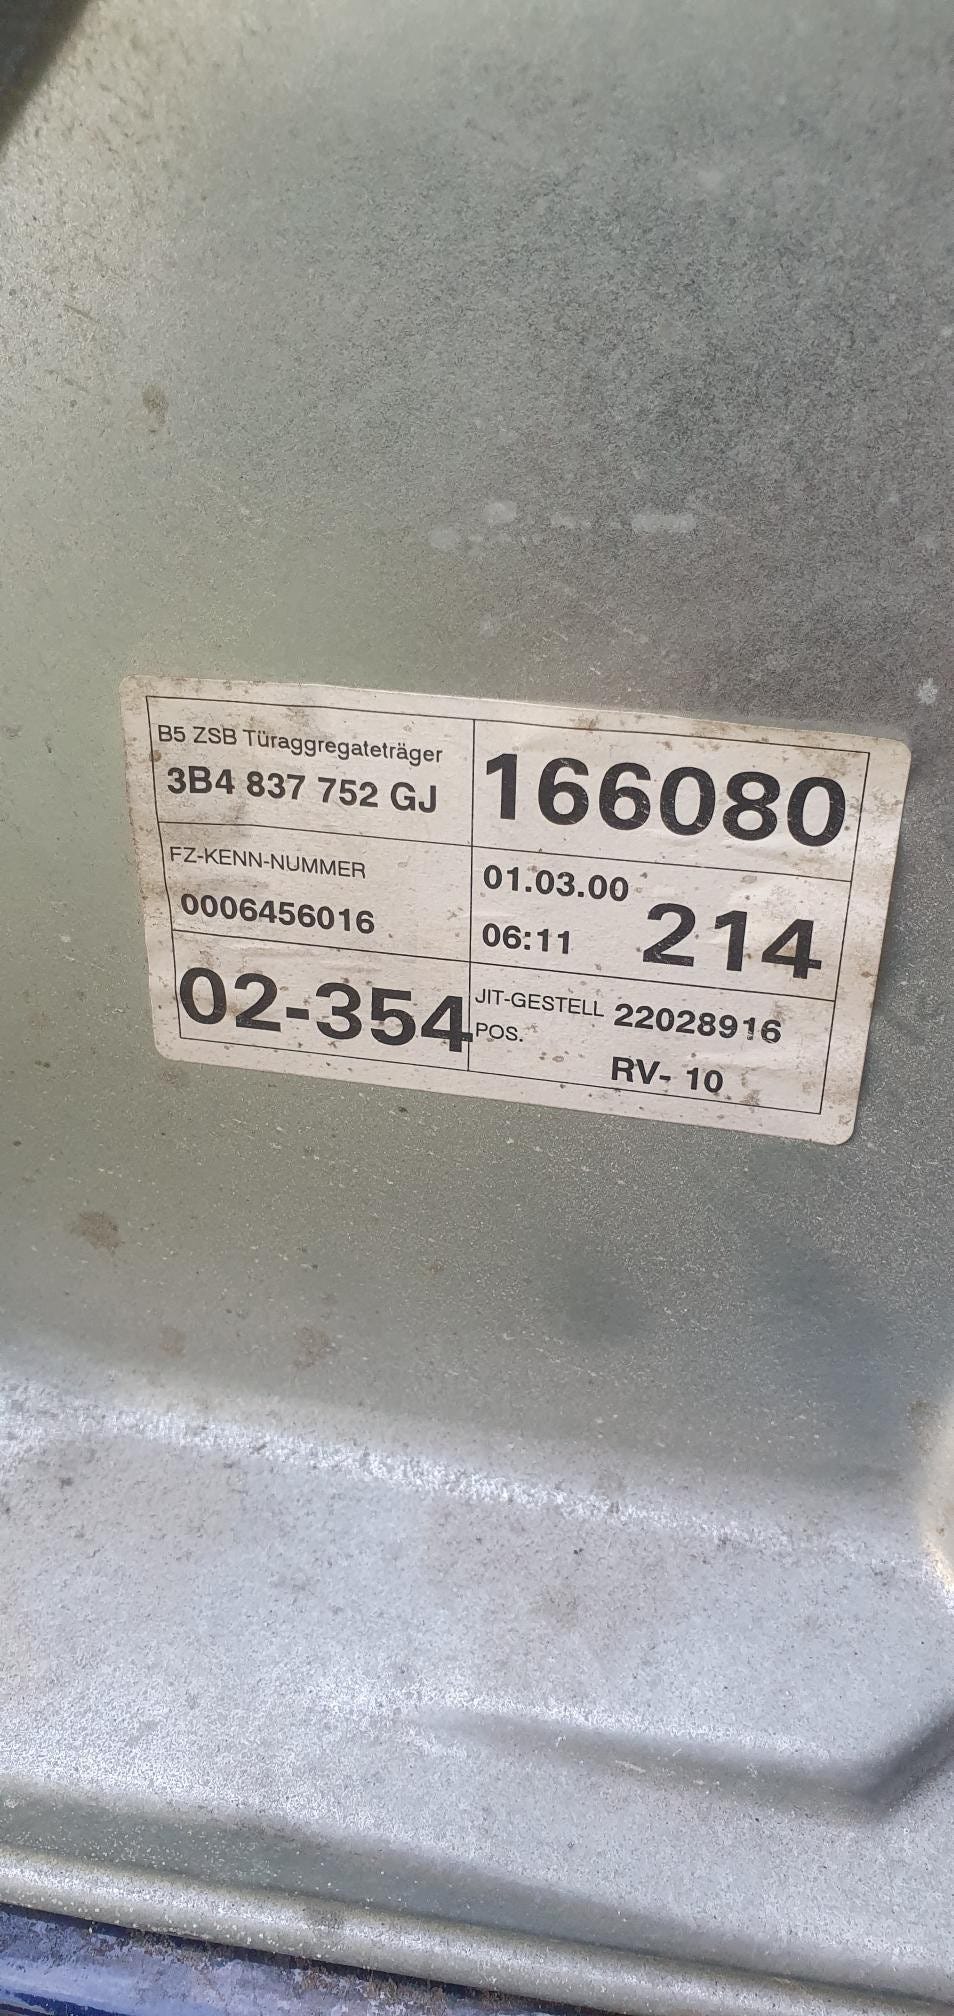 B5 ZSB Türaggregateträger
3B4 837 752 GJ
166080
FZ-KENN-NUMMER
0006456016
01.03.00
06:11
214
02-354
JIT-GESTELL 22028916
POS.
RV- 10